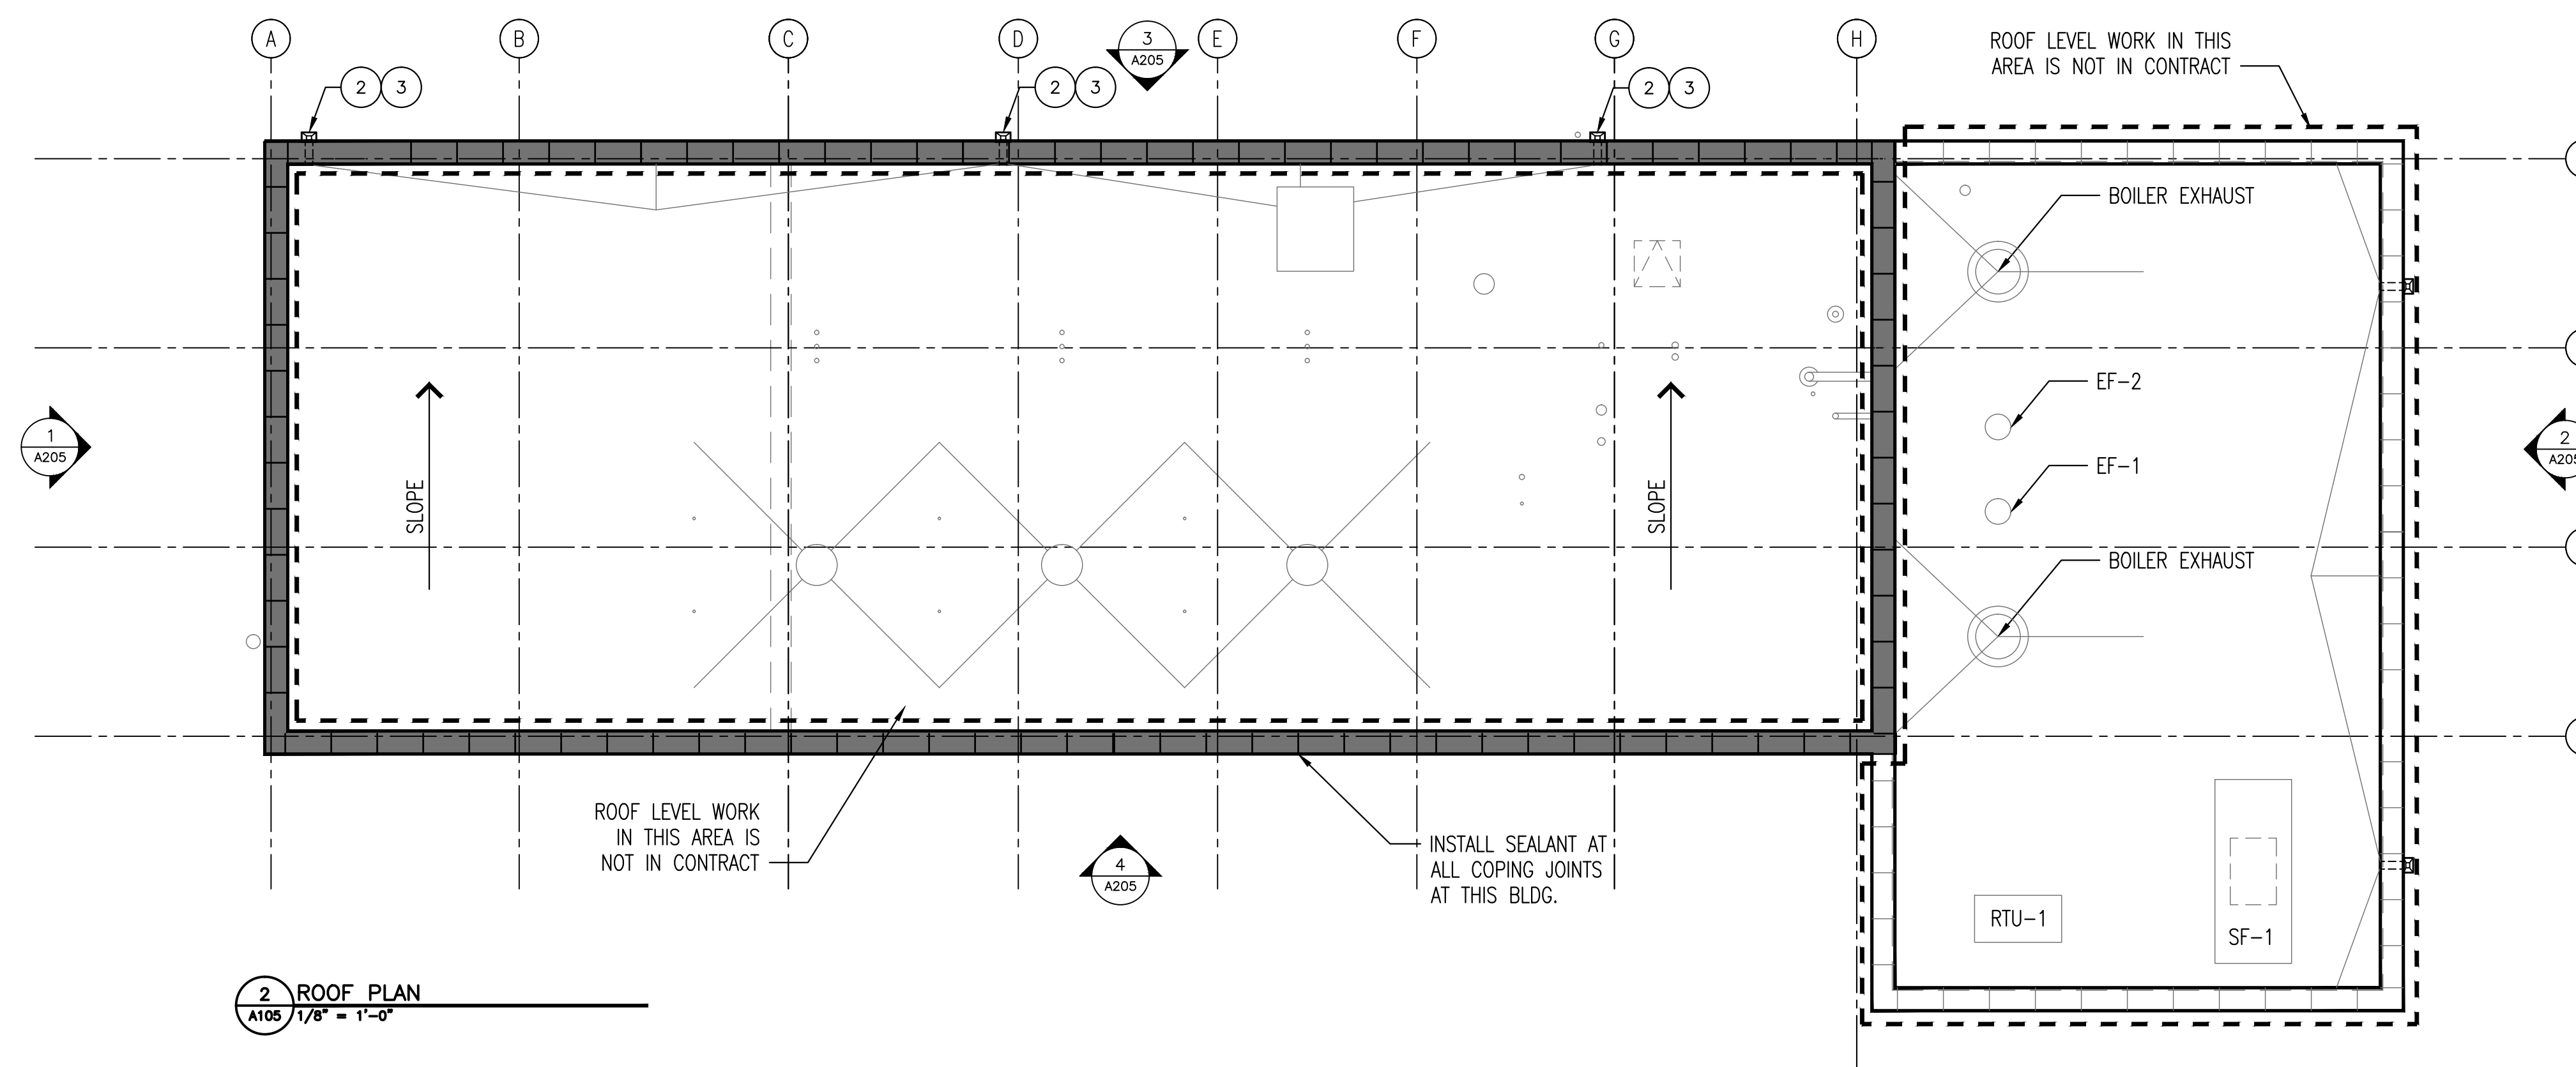 A B C D E F G H
3
A205
2 3
2 3
2 3
ROOF LEVEL WORK IN THIS
AREA IS NOT IN CONTRACT
BOILER EXHAUST
EF-2
EF-1
BOILER EXHAUST
1
A205
2
SLOPE
SLOPE
ROOF LEVEL WORK
IN THIS AREA IS
NOT IN CONTRACT
4
A205
INSTALL SEALANT AT
ALL COPING JOINTS
AT THIS BLDG.
RTU-1
SF-1
2
A105
ROOF PLAN
1/8" = 1'-0"